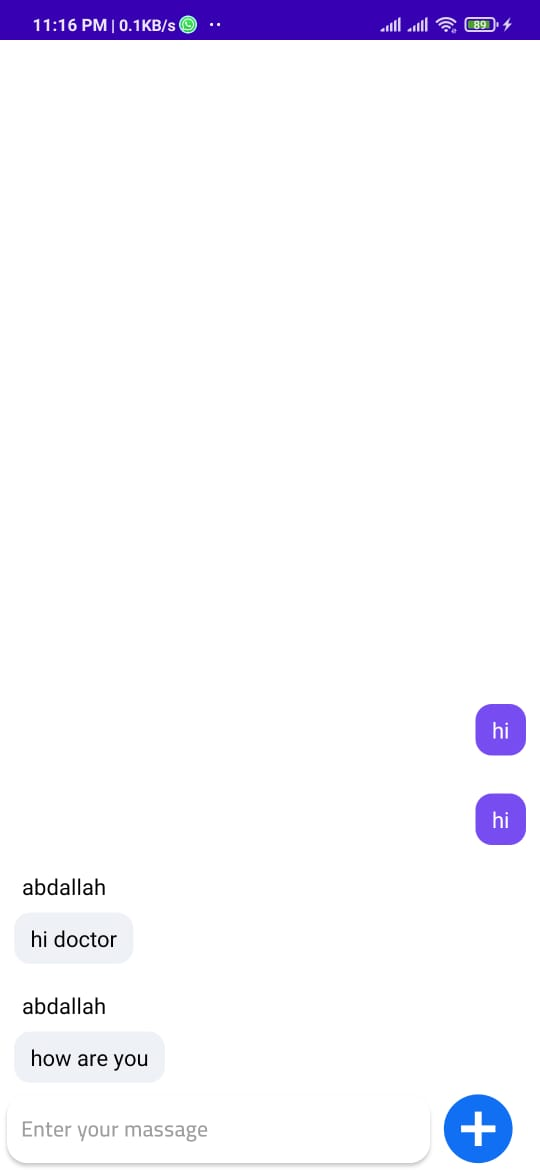 11:16 PM | 0.1KB/s
89
hi
hi
abdallah
hi doctor
abdallah
how are you
Enter your massage